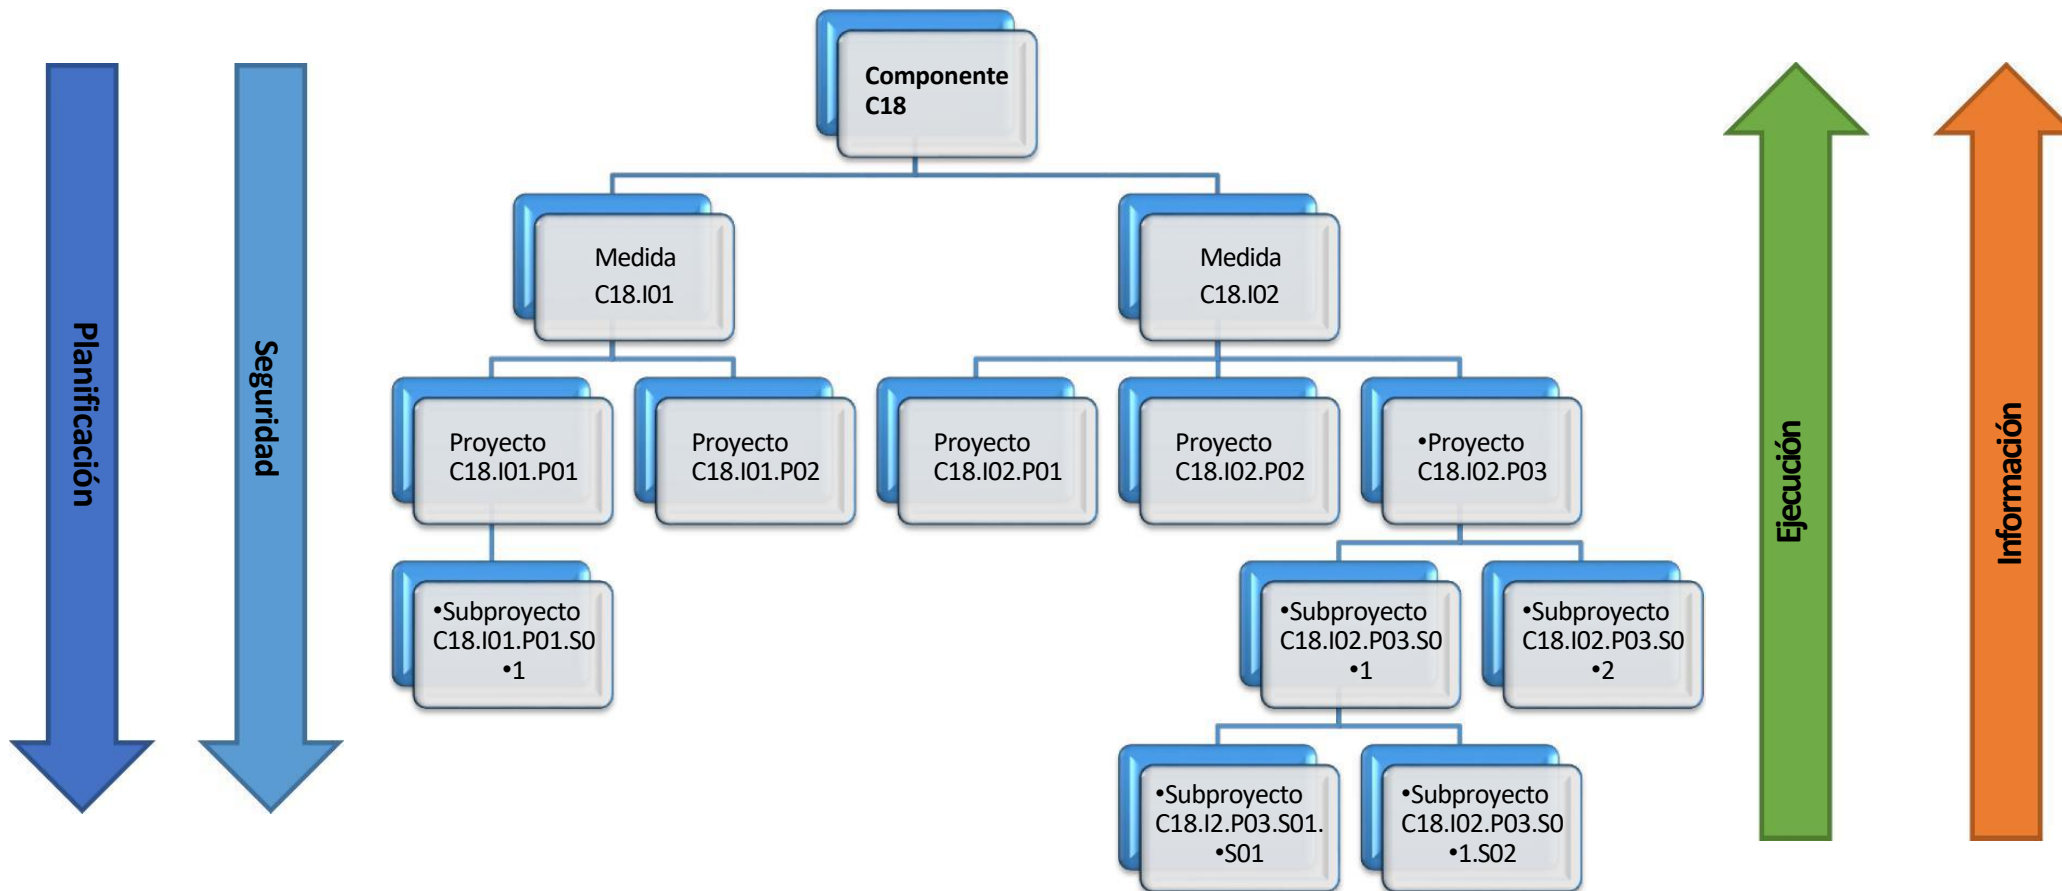 Componente
C18
Planificación
Seguridad
Medida
C18.I01
Medida
C18.I02
Proyecto
C18.I01.P01
Proyecto
C18.I01.P02
Proyecto
C18.I02.P01
Proyecto
C18.I02.P02
•Proyecto
C18.I02.P03
•Subproyecto
C18.I01.P01.S0
•1
•Subproyecto
C18.I02.P03.S0
•1
•Subproyecto
C18.I02.P03.S0
•2
•Subproyecto
C18.I2.P03.S01.
•S01
•Subproyecto
C18.I02.P03.S0
•1.S02
Ejecución
Información